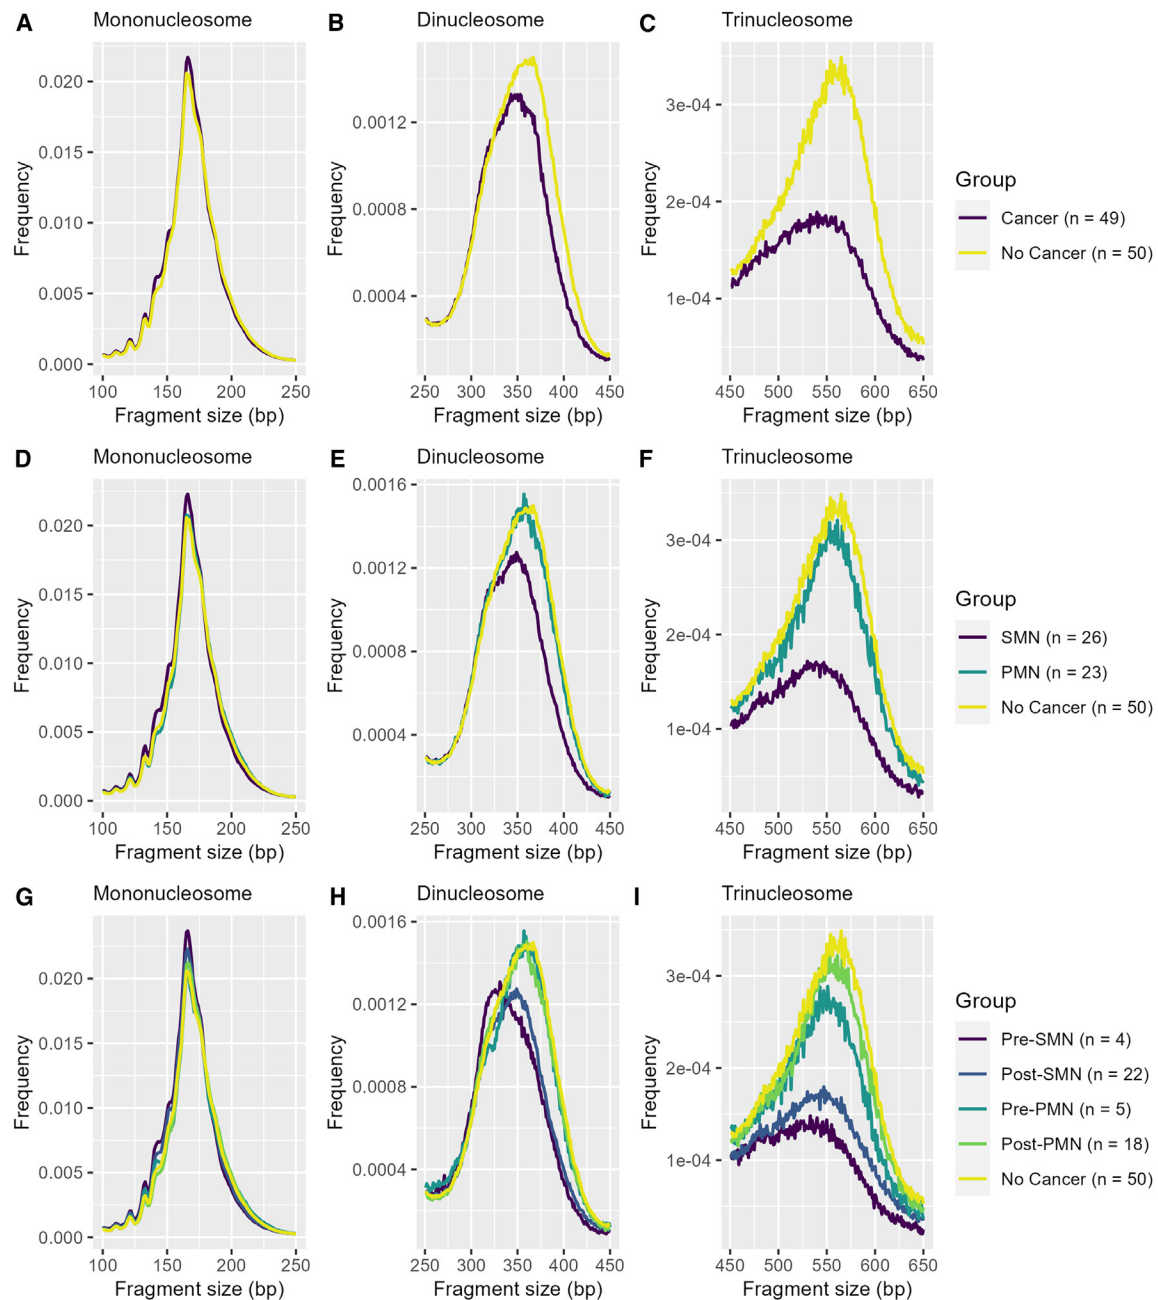 A Mononucleosome
B Dinucleosome
C Trinucleosome
Frequency
0.020
0.015
0.010
0.005
0.000
100 150 200 250
Fragment size (bp)
Frequency
0.0012
0.0008
0.0004
250 300 350 400 450
Fragment size (bp)
Frequency
3e-04
2e-04
1e-04
450 500 550 600 650
Fragment size (bp)
Group
Cancer (n = 49)
No Cancer (n = 50)
D Mononucleosome
E Dinucleosome
F Trinucleosome
Frequency
0.020
0.015
0.010
0.005
0.000
100 150 200 250
Fragment size (bp)
Frequency
0.0016
0.0012
0.0008
0.0004
250 300 350 400 450
Fragment size (bp)
Frequency
3e-04
2e-04
1e-04
450 500 550 600 650
Fragment size (bp)
Group
SMN (n = 26)
PMN (n = 23)
No Cancer (n = 50)
G Mononucleosome
H Dinucleosome
I Trinucleosome
Frequency
0.020
0.015
0.010
0.005
0.000
100 150 200 250
Fragment size (bp)
Frequency
0.0016
0.0012
0.0008
0.0004
250 300 350 400 450
Fragment size (bp)
Frequency
3e-04
2e-04
1e-04
450 500 550 600 650
Fragment size (bp)
Group
Pre-SMN (n = 4)
Post-SMN (n = 22)
Pre-PMN (n = 5)
Post-PMN (n = 18)
No Cancer (n = 50)